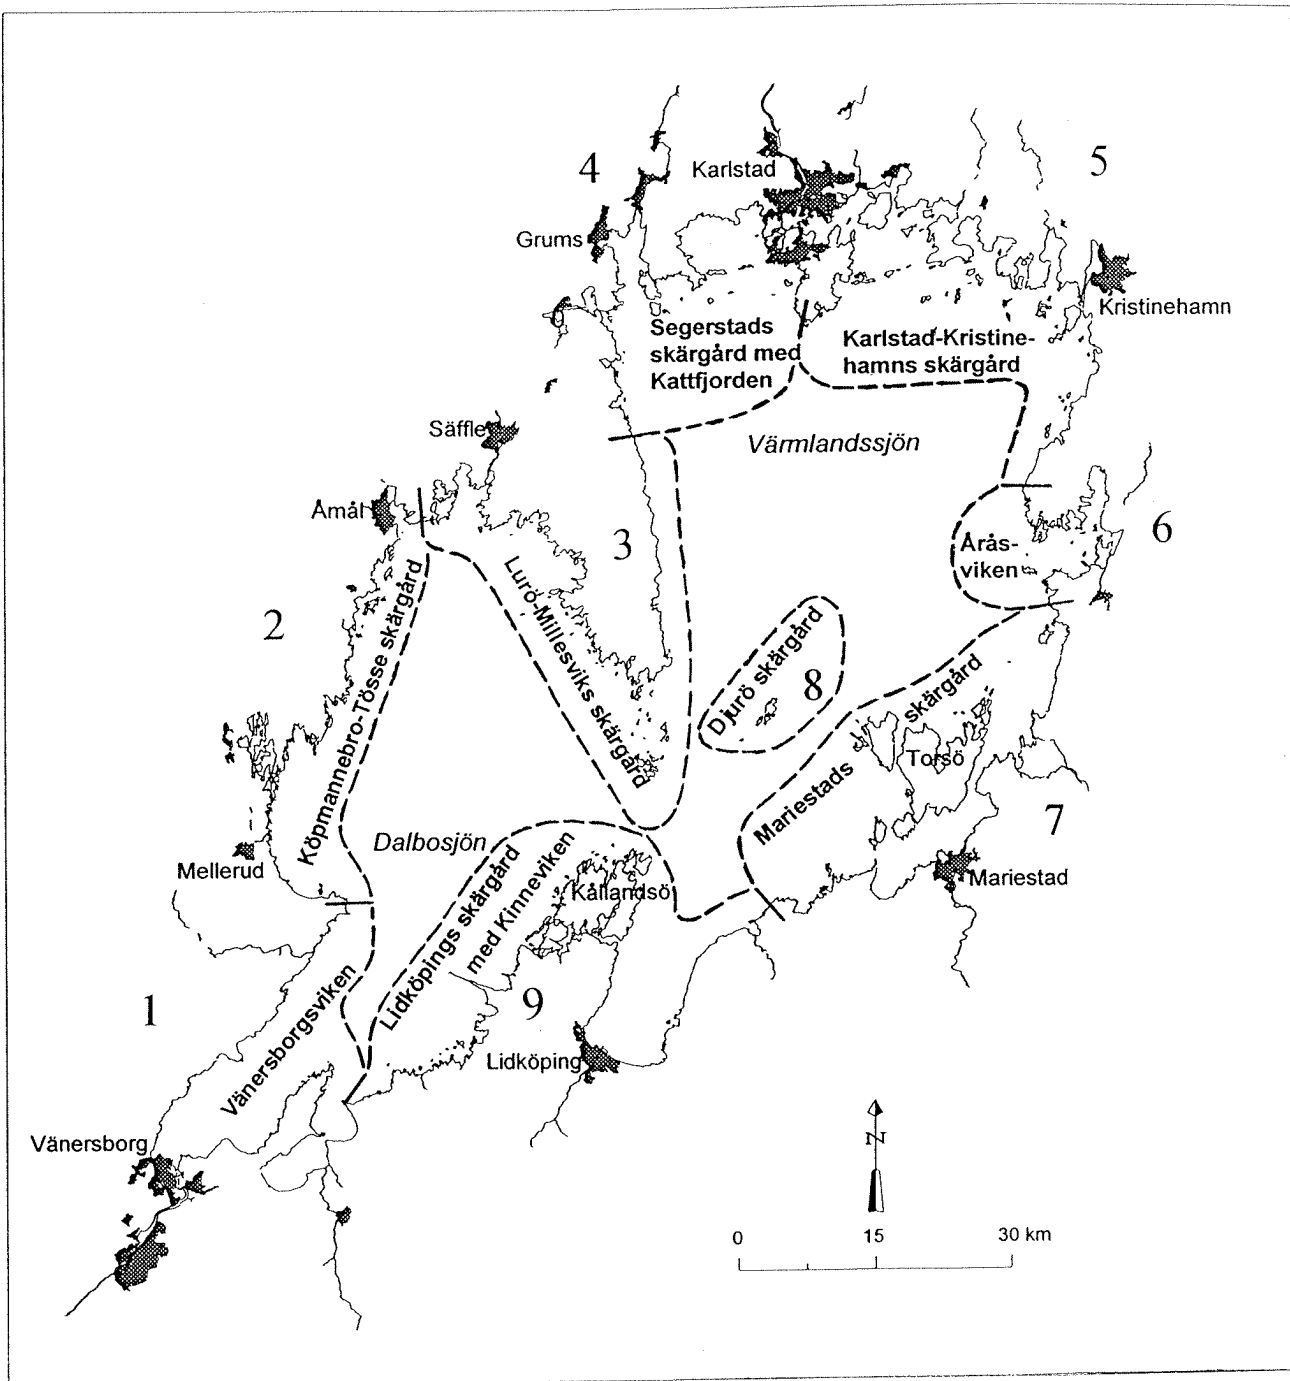 4
Karlstad
5
Grums
Kristinehamn
Segerstads
skärgård med
Kattfjorden
Karlstad-Kristine-
hamns skärgård
Säffle
Värmlandssjön
Åmål
3
6
Årås-
viken
2
Köpmannebro-Tösse skärgård
Lurö-Millesviks skärgård
Djurö skärgård
8
Mariestads
skärgård
Torsö
7
Mellerud
Dalbosjön
Kållandsö
Mariestad
Lidköpings skärgård
med Kinneviken
1
Vänersborgsviken
9
Lidköping
Vänersborg
N
0 15 30 km